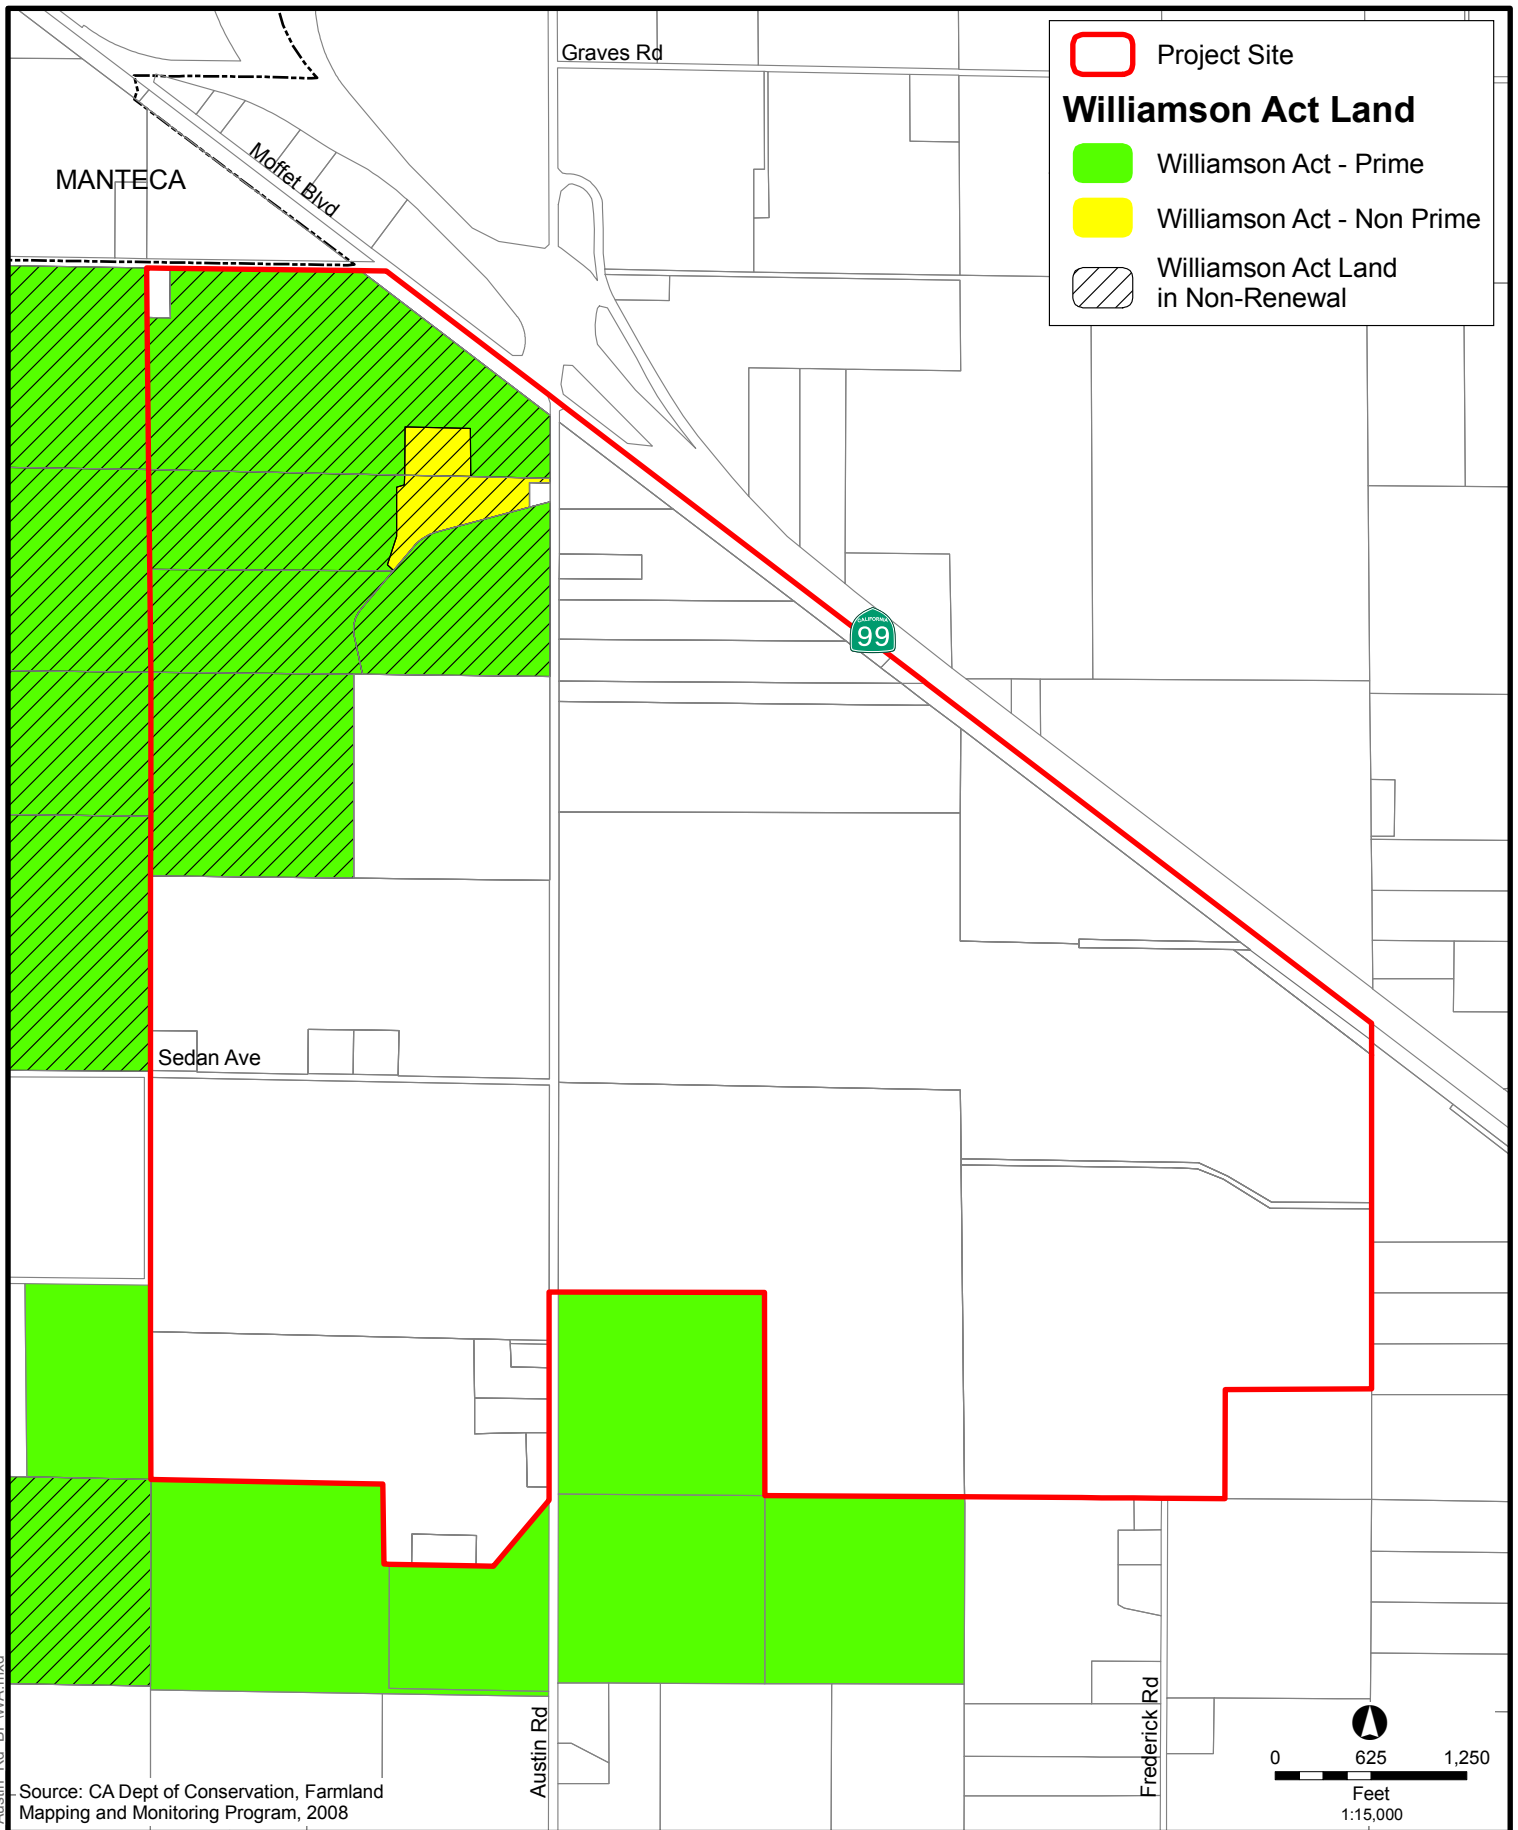 Graves Rd
Project Site
Williamson Act Land
Williamson Act - Prime
Williamson Act - Non Prime
Williamson Act Land
in Non-Renewal
MANTECA
Moffet Blvd
CALIFORNIA
99
Sedan Ave
Austin Rd
Frederick Rd
0 625 1,250
Feet
1:15,000
Source: CA Dept of Conservation, Farmland
Mapping and Monitoring Program, 2008